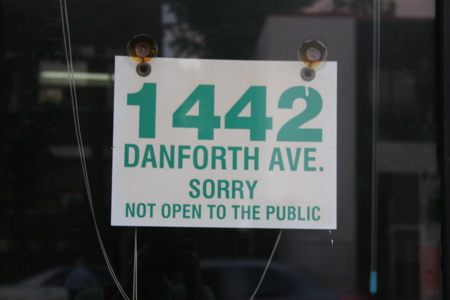 1442
DANFORTH AVE.
SORRY
NOT OPEN TO THE PUBLIC